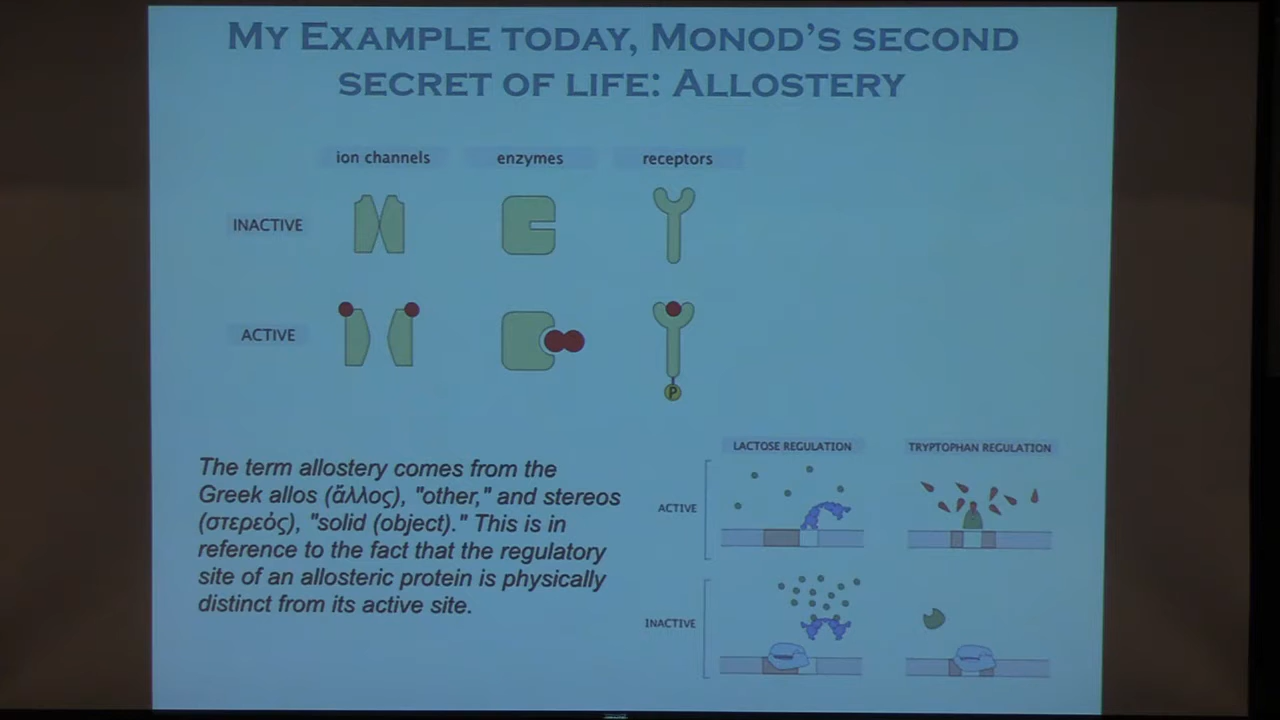 MY EXAMPLE TODAY, MONOD'S SECOND
SECRET OF LIFE: ALLOSTERY
ion channels enzymes receptors
INACTIVE
ACTIVE
P
The term allostery comes from the
Greek allos (ἄλλος), "other," and stereos
(στερεὀς), "solid (object)." This is in
reference to the fact that the regulatory
site of an allosteric protein is physically
distinct from its active site.
LACTOSE REGULATION TRYPTOPHAN REGULATION
ACTIVE
INACTIVE